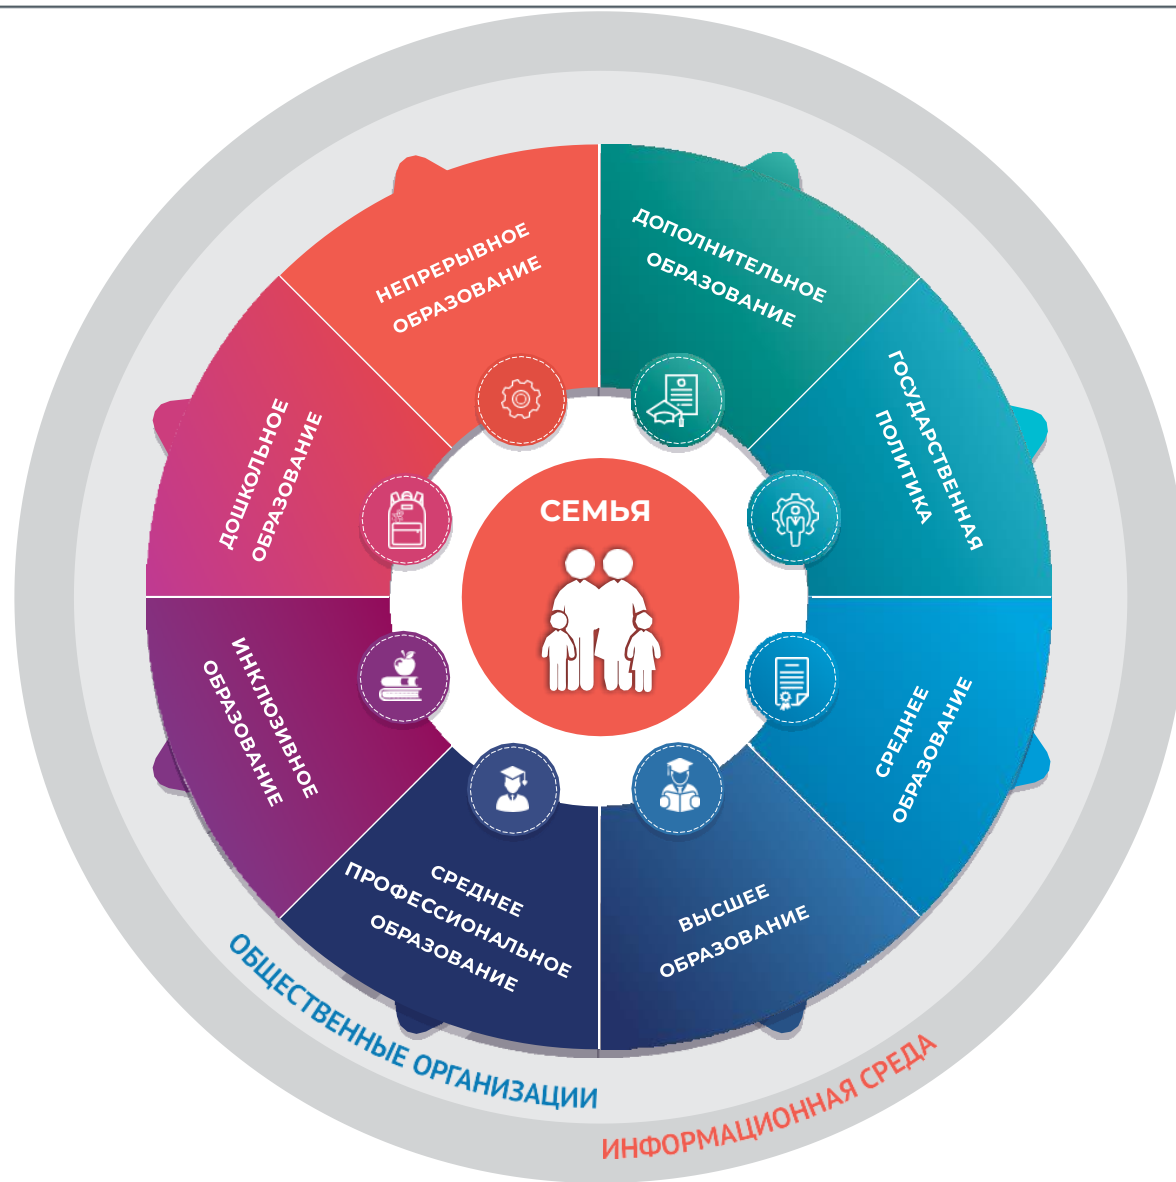 НЕПРЕРЫВНОЕ
ОБРАЗОВАНИЕ
ДОПОЛНИТЕЛЬНОЕ
ОБРАЗОВАНИЕ
ГОСУДАРСТВЕННАЯ
ПОЛИТИКА
СРЕДНЕЕ
ОБРАЗОВАНИЕ
ВЫСШЕЕ
ОБРАЗОВАНИЕ
СРЕДНЕЕ
ПРОФЕССИОНАЛЬНОЕ
ОБРАЗОВАНИЕ
ИНКЛЮЗИВНОЕ
ОБРАЗОВАНИЕ
ДОШКОЛЬНОЕ
ОБРАЗОВАНИЕ
СЕМЬЯ
ОБЩЕСТВЕННЫЕ ОРГАНИЗАЦИИ
ИНФОРМАЦИОННАЯ СРЕДА